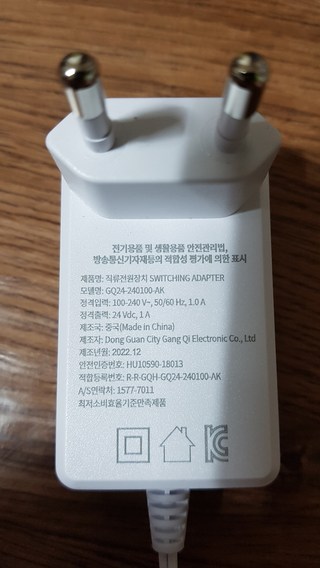 전기용품 및 생활용품 안전관리법,
방송통신기자재등의 적합성 평가에 의한 표시
제품명: 직류전원장치 SWITCHING ADAPTER
모델명: GQ24-240100-AK
정격입력: 100-240 V~, 50/60 Hz, 1.0 A
정격출력: 24 Vdc, 1 A
제조국: 중국(Made in China)
제조자: Dong Guan City Gang Qi Electronic Co., Ltd
제조년월: 2022.12
안전인증번호: HU10590-18013
적합등록번호: R-R-GQH-GQ24-240100-AK
A/S연락처: 1577-7011
최저소비효율기준만족제품